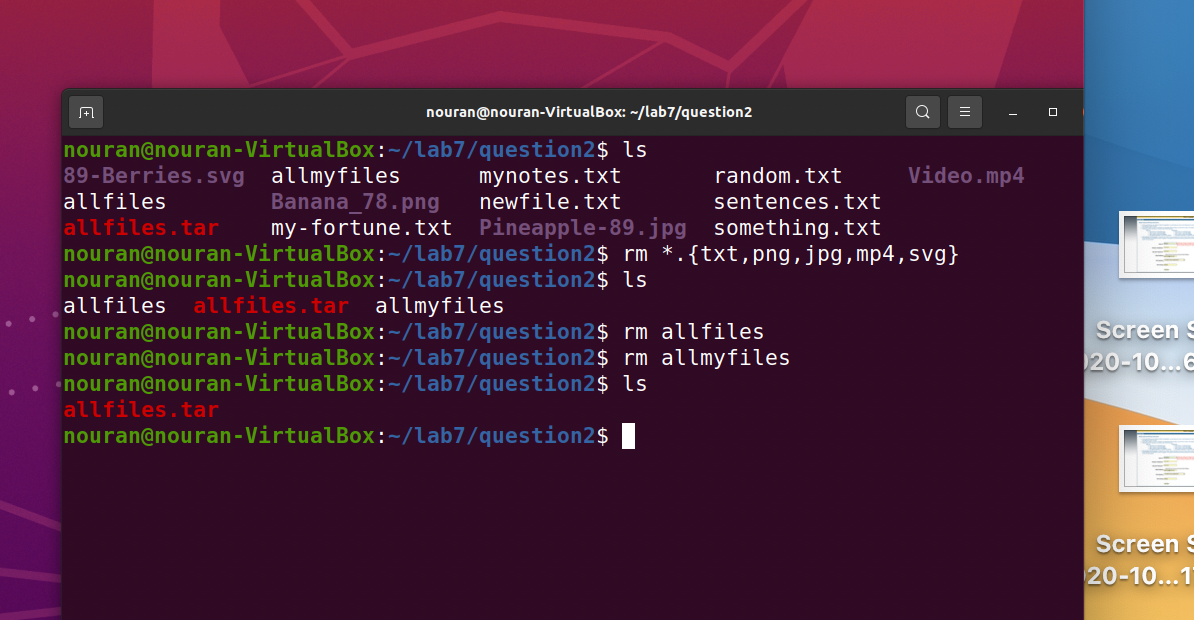 nouran@nouran-VirtualBox: ~/lab7/question2
nouran@nouran-VirtualBox:~/lab7/question2$ ls
89-Berries.svg allmyfiles mynotes.txt random.txt Video.mp4
allfiles Banana_78.png newfile.txt sentences.txt
allfiles.tar my-fortune.txt Pineapple-89.jpg something.txt
nouran@nouran-VirtualBox:~/lab7/question2$ rm *.{txt,png,jpg,mp4,svg}
nouran@nouran-VirtualBox:~/lab7/question2$ ls
allfiles allfiles.tar allmyfiles
nouran@nouran-VirtualBox:~/lab7/question2$ rm allfiles
nouran@nouran-VirtualBox:~/lab7/question2$ rm allmyfiles
nouran@nouran-VirtualBox:~/lab7/question2$ ls
allfiles.tar
nouran@nouran-VirtualBox:~/lab7/question2$
Screen S
020-10...6
Screen S
020-10...1